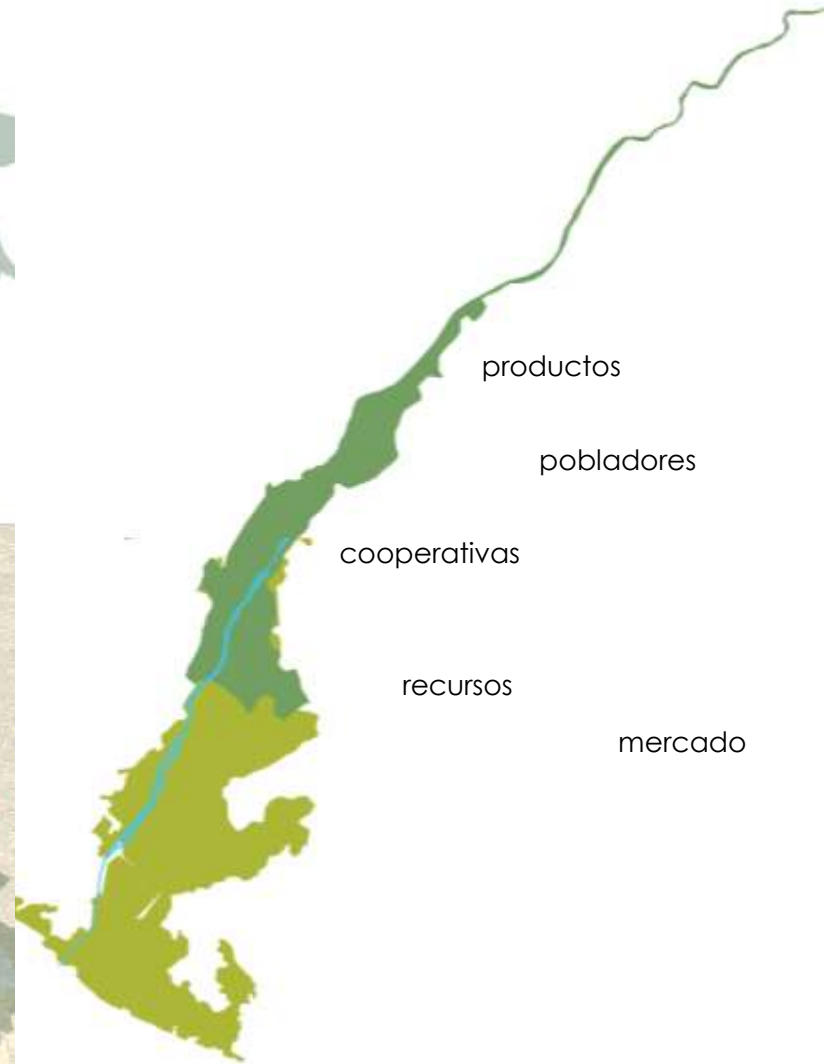 productos
pobladores
cooperativas
recursos
mercado